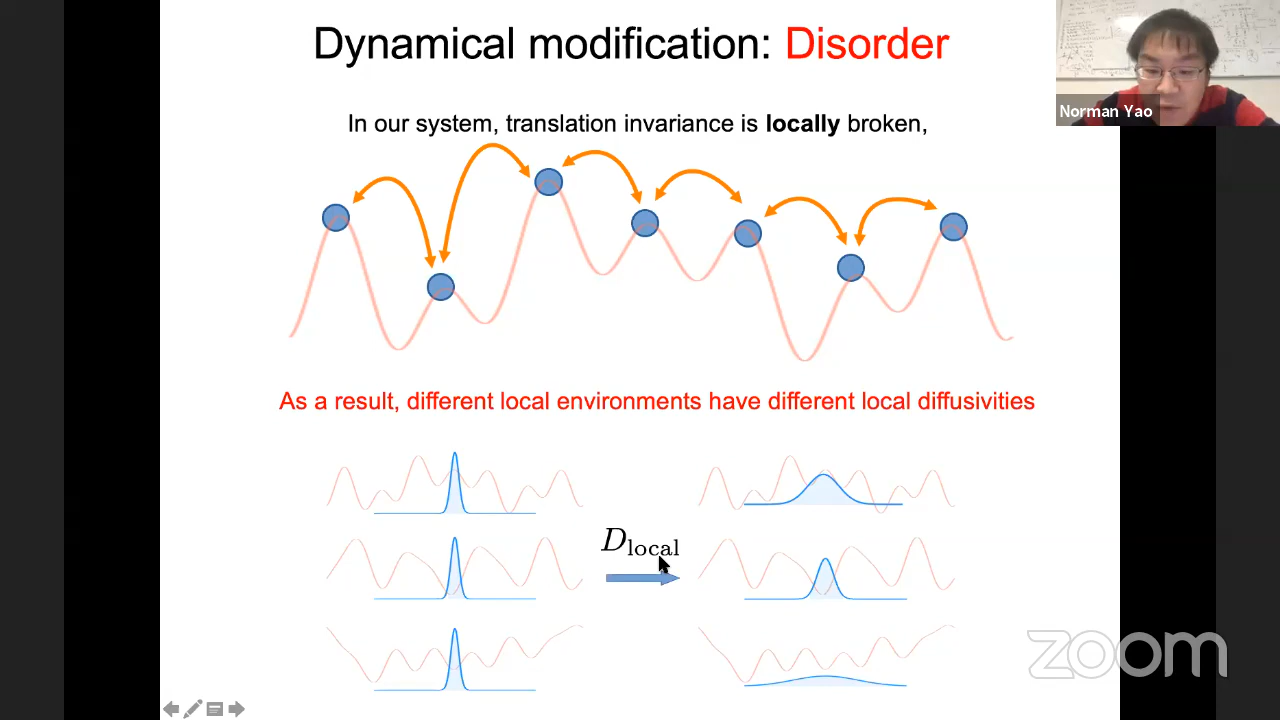 Dynamical modification: Disorder
Norman Yao
In our system, translation invariance is locally broken,
As a result, different local environments have different local diffusivities
D_local
zoom